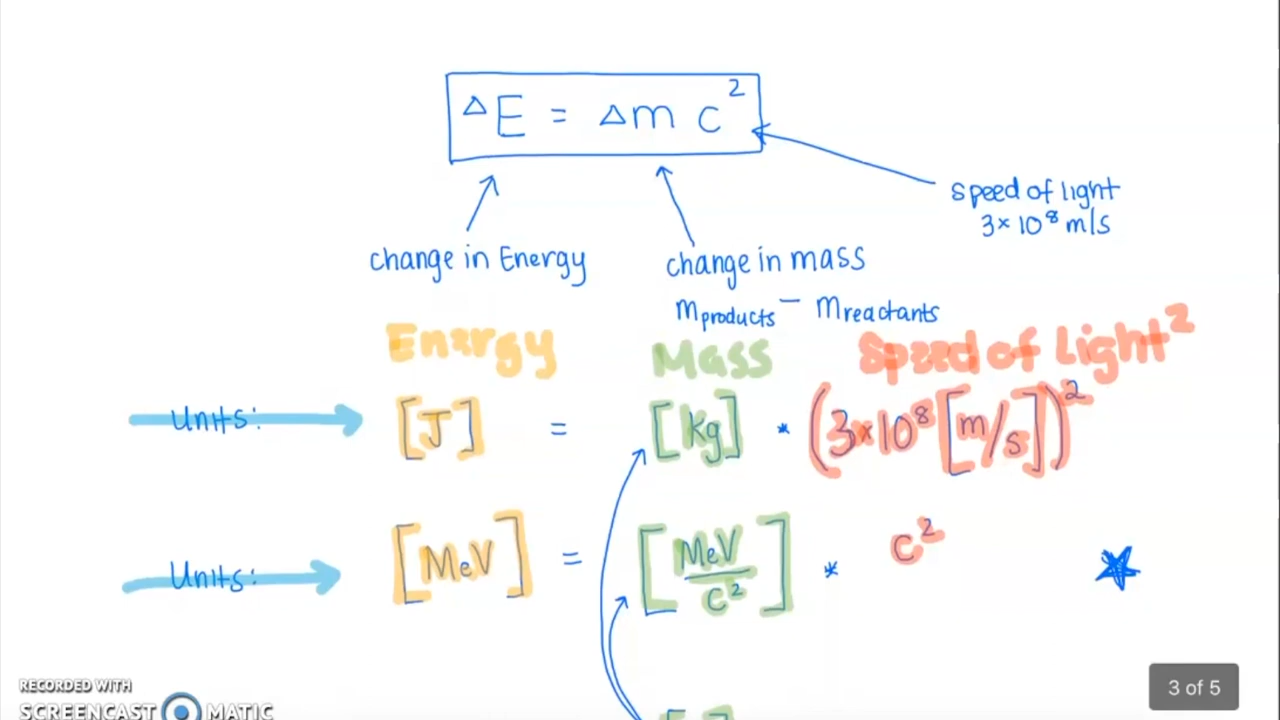 ΔE = Δm c²
speed of light
3×10⁸ m/s
change in Energy
change in mass
mproducts - mreactants
Energy Mass Speed of Light²
Units: [J] = [kg] • (3×10⁸ [m/s])²
Units: [MeV] = [MeV/c²] * c²
RECORDED WITH
SCREENCAST MATIC
3 of 5